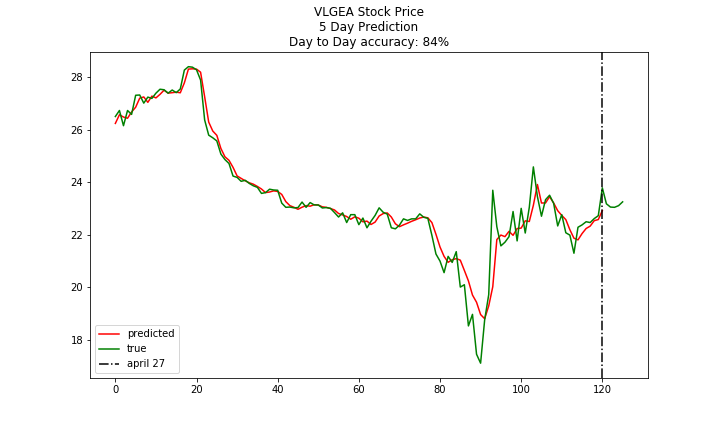 VLGEA Stock Price
5 Day Prediction
Day to Day accuracy: 84%
28
26
24
22
20
18
predicted
true
april 27
0 20 40 60 80 100 120